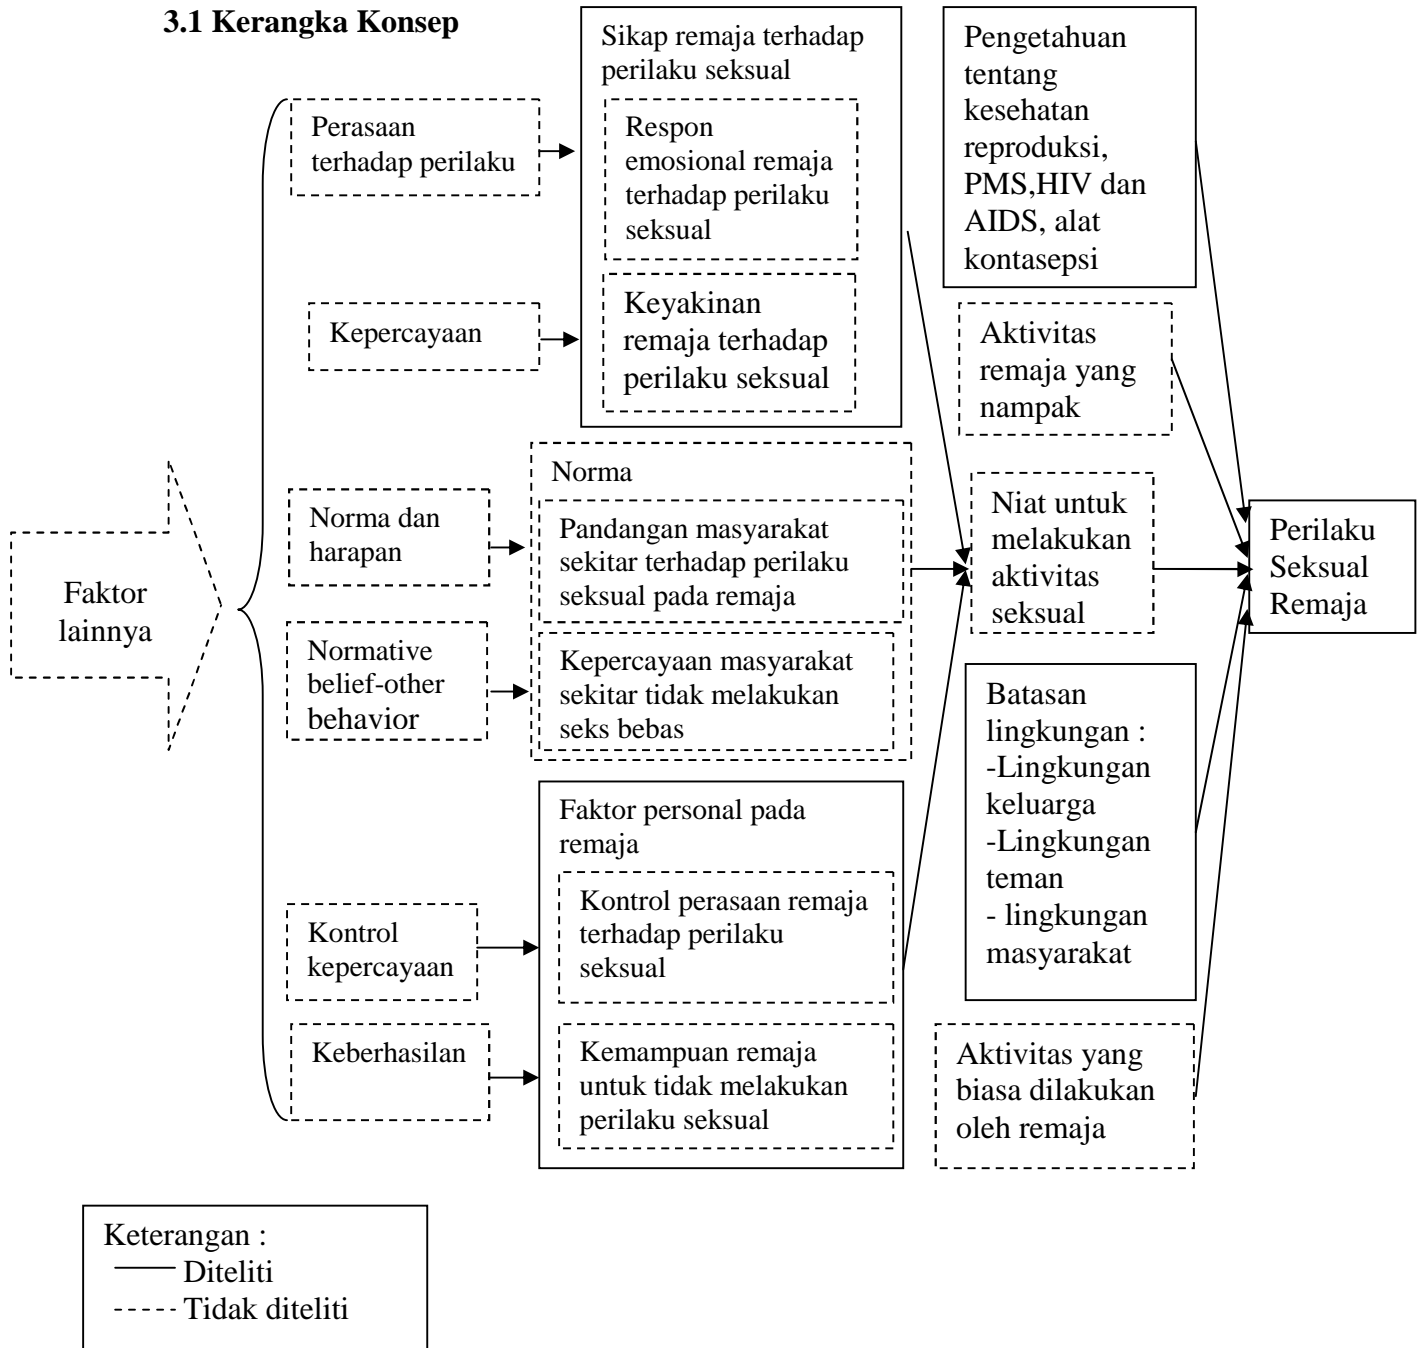 3.1 Kerangka Konsep
Faktor
lainnya
Perasaan
terhadap perilaku
Kepercayaan
Norma dan
harapan
Normative
belief-other
behavior
Kontrol
kepercayaan
Keberhasilan
Sikap remaja terhadap
perilaku seksual
Respon
emosional remaja
terhadap perilaku
seksual
Keyakinan
remaja terhadap
perilaku seksual
Norma
Pandangan masyarakat
sekitar terhadap perilaku
seksual pada remaja
Kepercayaan masyarakat
sekitar tidak melakukan
seks bebas
Faktor personal pada
remaja
Kontrol perasaan remaja
terhadap perilaku
seksual
Kemampuan remaja
untuk tidak melakukan
perilaku seksual
Pengetahuan
tentang
kesehatan
reproduksi,
PMS,HIV dan
AIDS, alat
kontasepsi
Aktivitas
remaja yang
nampak
Niat untuk
melakukan
aktivitas
seksual
Batasan
lingkungan :
-Lingkungan
keluarga
-Lingkungan
teman
- lingkungan
masyarakat
Aktivitas yang
biasa dilakukan
oleh remaja
Perilaku
Seksual
Remaja
Keterangan :
Diteliti
Tidak diteliti